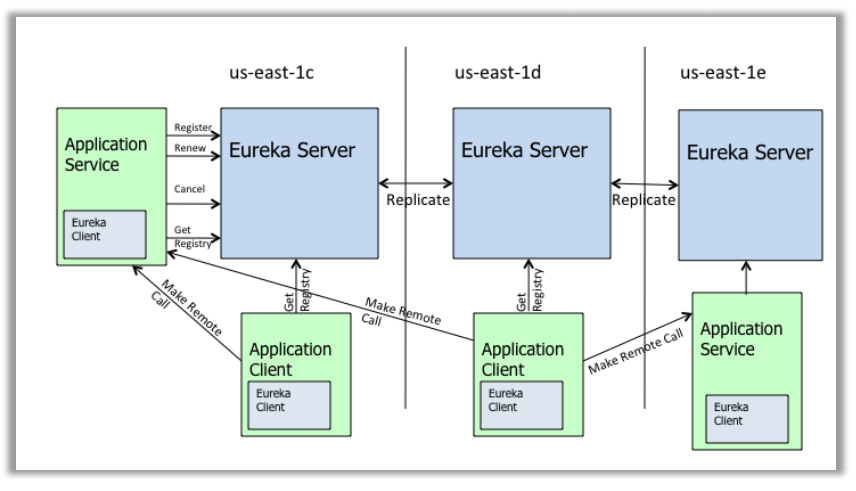 us-east-1c
us-east-1d
us-east-1e
Application
Service
Eureka
Client
Register
Renew
Cancel
Get
Registry
Eureka Server
Replicate
Eureka Server
Replicate
Eureka Server
Make Remote
Call
Get
Registry
Make Remote
Call
Get
Registry
Make Remote Call
Application
Client
Eureka
Client
Application
Client
Eureka
Client
Application
Service
Eureka
Client